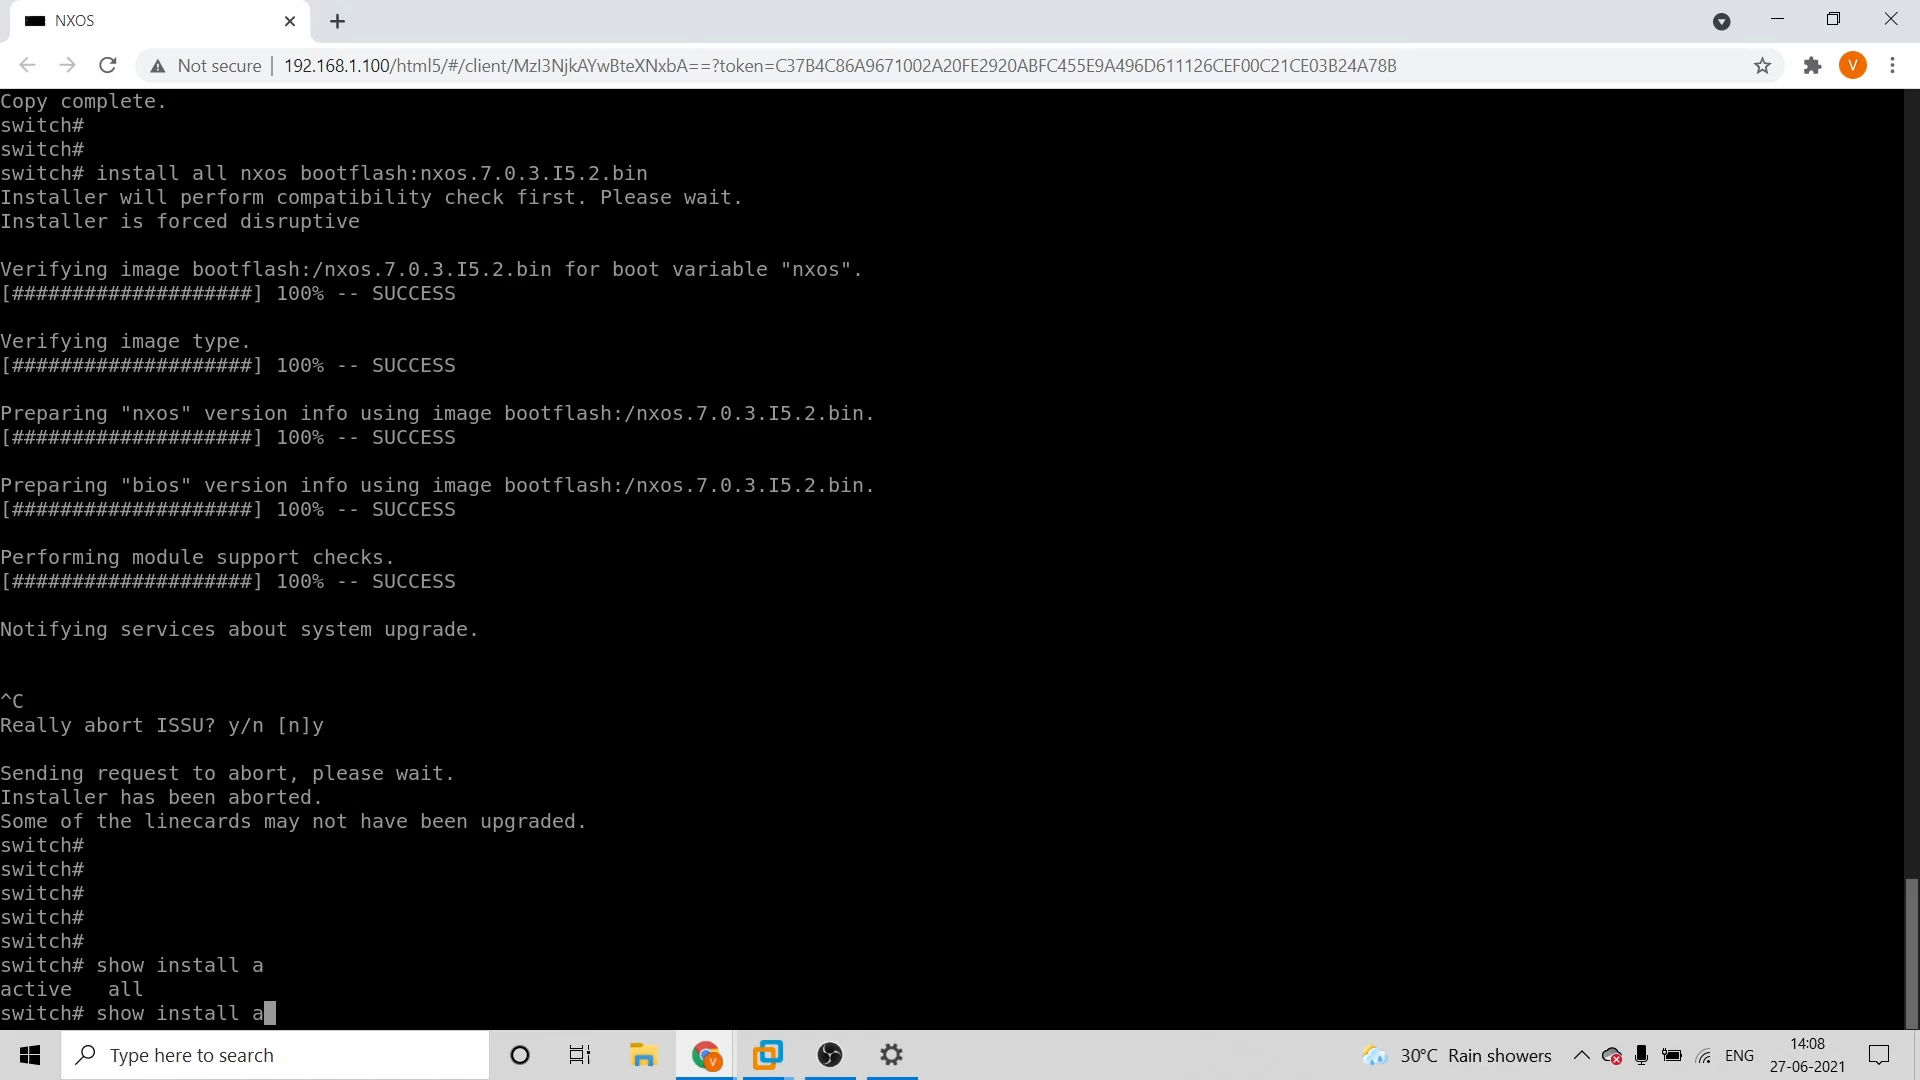 NXOS
Not secure | 192.168.1.100/html5/#/client/MzI3NjkAYwBteXNxbA==?token=C37B4C86A9671002A20FE2920ABFC455E9A496D611126CEF00C21CE03B24A78B
V
Copy complete.
switch#
switch#
switch# install all nxos bootflash:nxos.7.0.3.I5.2.bin
Installer will perform compatibility check first. Please wait.
Installer is forced disruptive
Verifying image bootflash:/nxos.7.0.3.I5.2.bin for boot variable "nxos".
[####################] 100% -- SUCCESS
Verifying image type.
[####################] 100% -- SUCCESS
Preparing "nxos" version info using image bootflash:/nxos.7.0.3.I5.2.bin.
[####################] 100% -- SUCCESS
Preparing "bios" version info using image bootflash:/nxos.7.0.3.I5.2.bin.
[####################] 100% -- SUCCESS
Performing module support checks.
[####################] 100% -- SUCCESS
Notifying services about system upgrade.
^C
Really abort ISSU? y/n [n]y
Sending request to abort, please wait.
Installer has been aborted.
Some of the linecards may not have been upgraded.
switch#
switch#
switch#
switch#
switch#
switch# show install a
active   all
switch# show install a
Type here to search
V
30°C Rain showers
ENG
14:08
27-06-2021